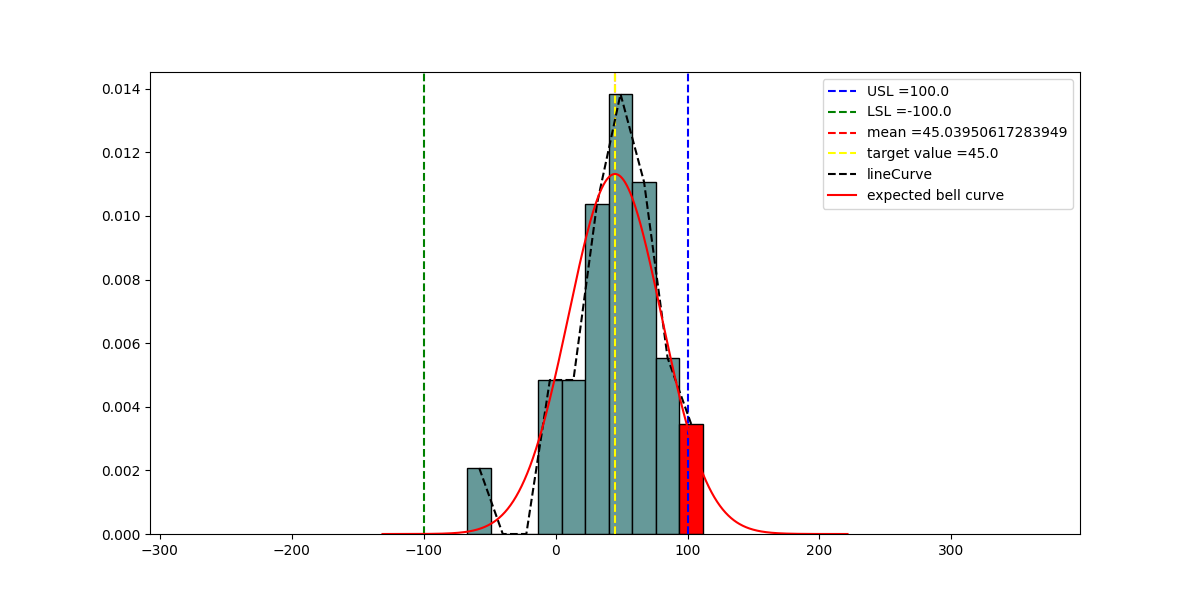 0.014
0.012
0.010
0.008
0.006
0.004
0.002
0.000
−300
−200
−100
0
100
200
300
USL =100.0
LSL =-100.0
mean =45.03950617283949
target value =45.0
lineCurve
expected bell curve